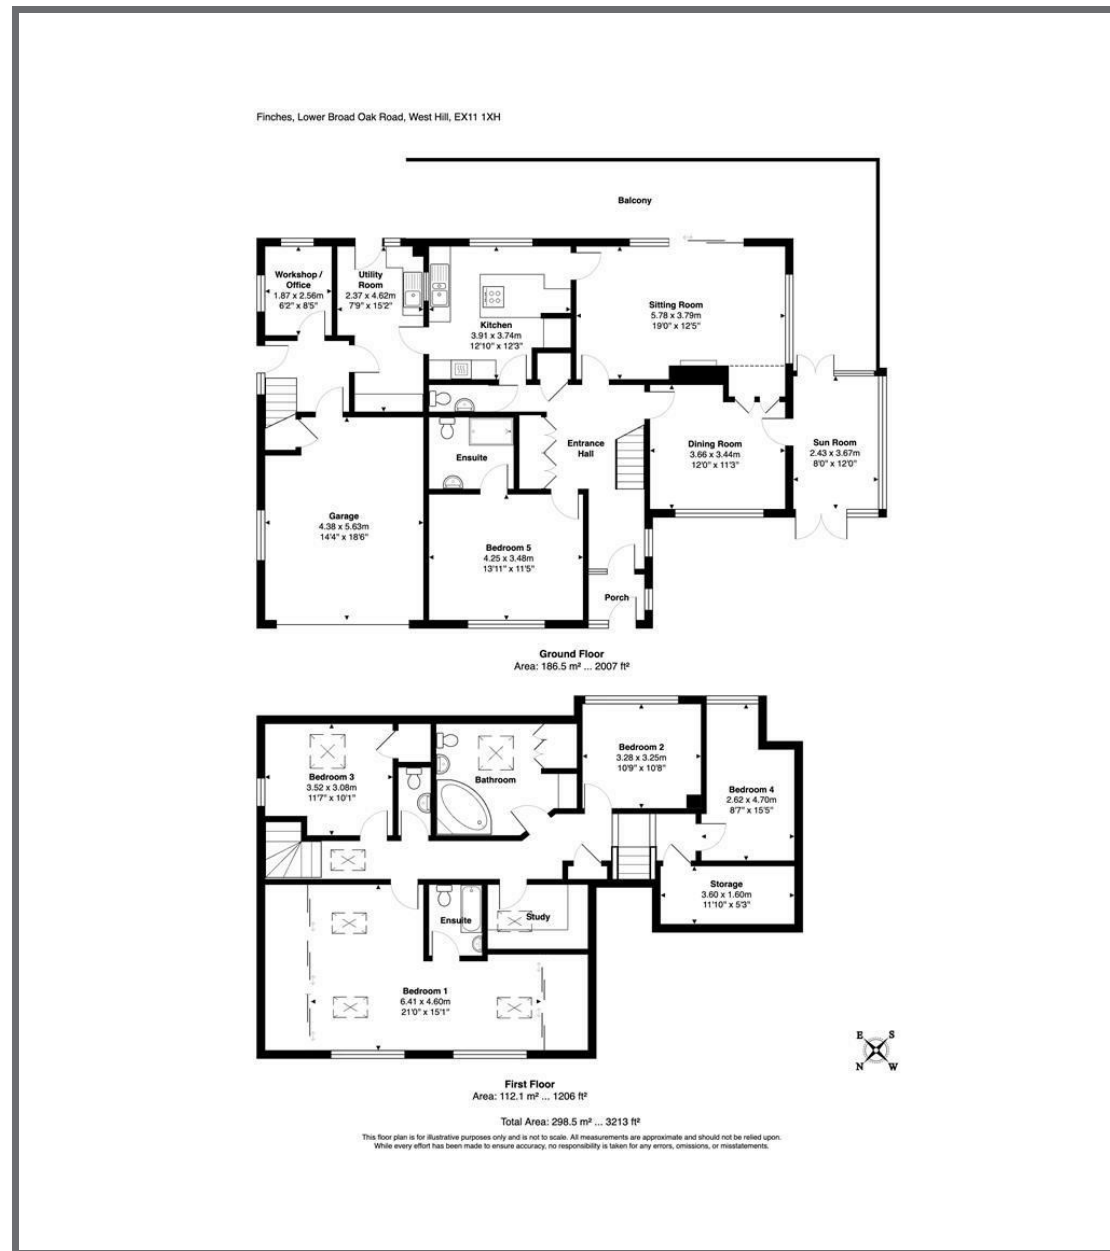 Finches, Lower Broad Oak Road, West Hill, EX11 1XH
Balcony
Workshop /
Office
1.87 x 2.56m
6'2" x 8'5"
Utility
Room
2.37 x 4.62m
7'9" x 15'2"
Kitchen
3.91 x 3.74m
12'10" x 12'3"
Sitting Room
5.78 x 3.79m
19'0" x 12'5"
Ensuite
Entrance
Hall
Dining Room
3.66 x 3.44m
12'0" x 11'3"
Sun Room
2.43 x 3.67m
8'0" x 12'0"
Garage
4.38 x 5.63m
14'4" x 18'6"
Bedroom 5
4.25 x 3.48m
13'11" x 11'5"
Porch
Ground Floor
Area: 186.5 m² ... 2007 ft²
Bedroom 3
3.52 x 3.08m
11'7" x 10'1"
Bathroom
Bedroom 2
3.28 x 3.25m
10'9" x 10'8"
Bedroom 4
2.62 x 4.70m
8'7" x 15'5"
Storage
3.60 x 1.60m
11'10" x 5'3"
Ensuite
Study
Bedroom 1
6.41 x 4.60m
21'0" x 15'1"
E S
N W
First Floor
Area: 112.1 m² ... 1206 ft²
Total Area: 298.5 m² ... 3213 ft²
This floor plan is for illustrative purposes only and is not to scale. All measurements are approximate and should not be relied upon.
While every effort has been made to ensure accuracy, no responsibility is taken for any errors, omissions, or misstatements.